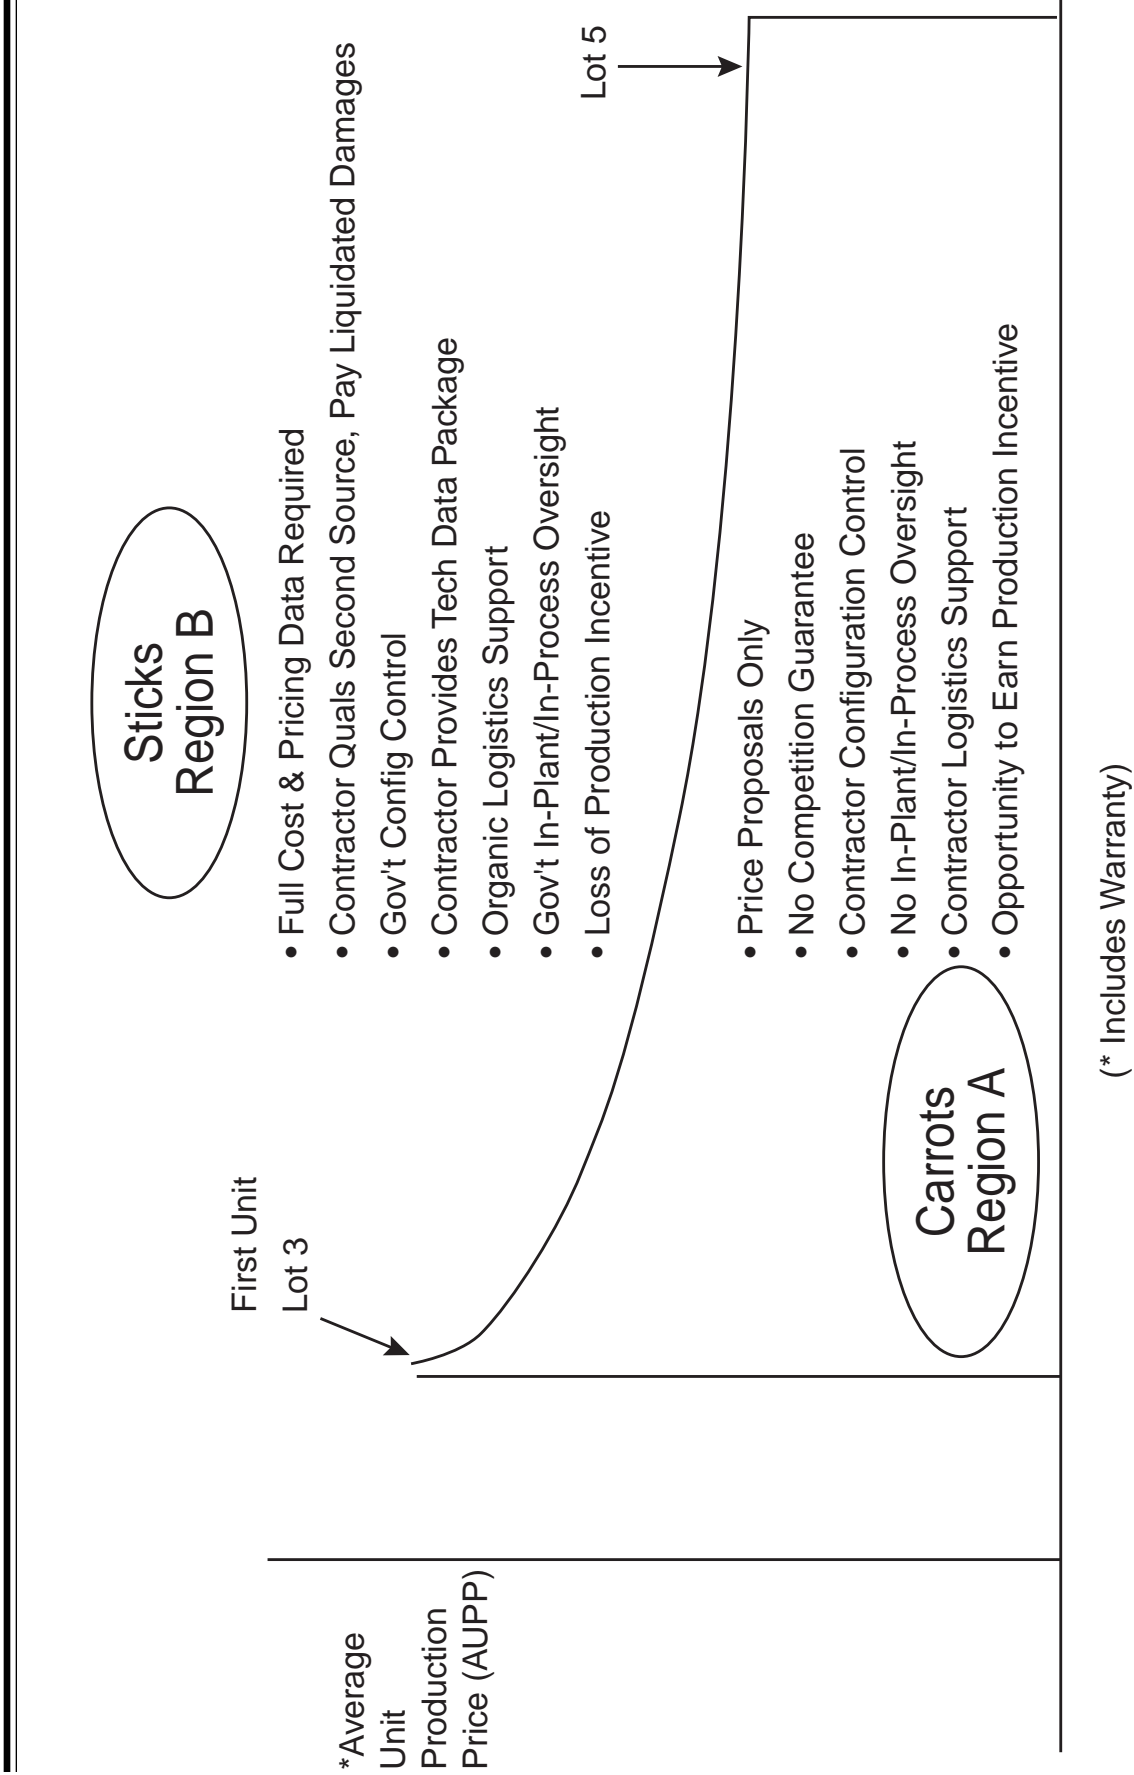 Sticks
Region B
• Full Cost & Pricing Data Required
• Contractor Quals Second Source, Pay Liquidated Damages
• Gov't Config Control
• Contractor Provides Tech Data Package
• Organic Logistics Support
• Gov't In-Plant/In-Process Oversight
• Loss of Production Incentive
First Unit
Lot 3
Lot 5
*Average
Unit
Production
Price (AUPP)
• Price Proposals Only
• No Competition Guarantee
• Contractor Configuration Control
• No In-Plant/In-Process Oversight
• Contractor Logistics Support
• Opportunity to Earn Production Incentive
Carrots
Region A
(* Includes Warranty)